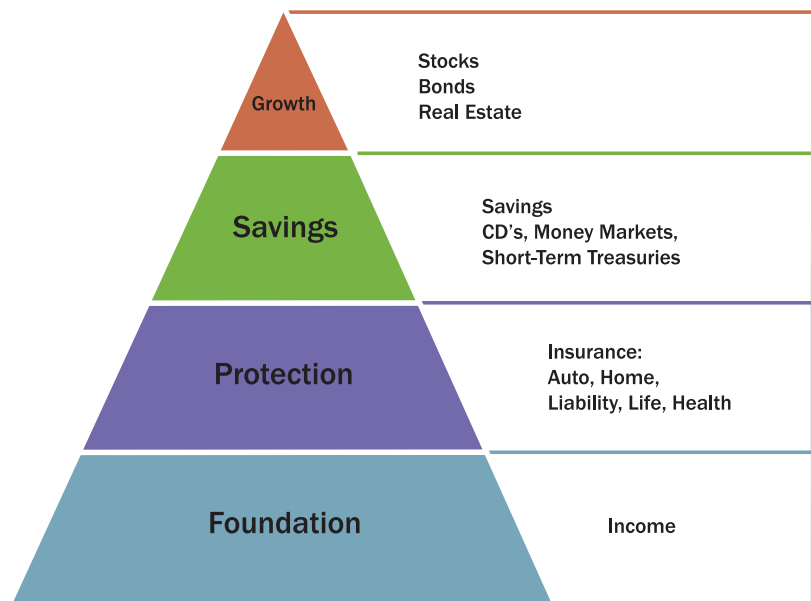 Growth
Stocks
Bonds
Real Estate
Savings
Savings
CD's, Money Markets,
Short-Term Treasuries
Protection
Insurance:
Auto, Home,
Liability, Life, Health
Foundation
Income